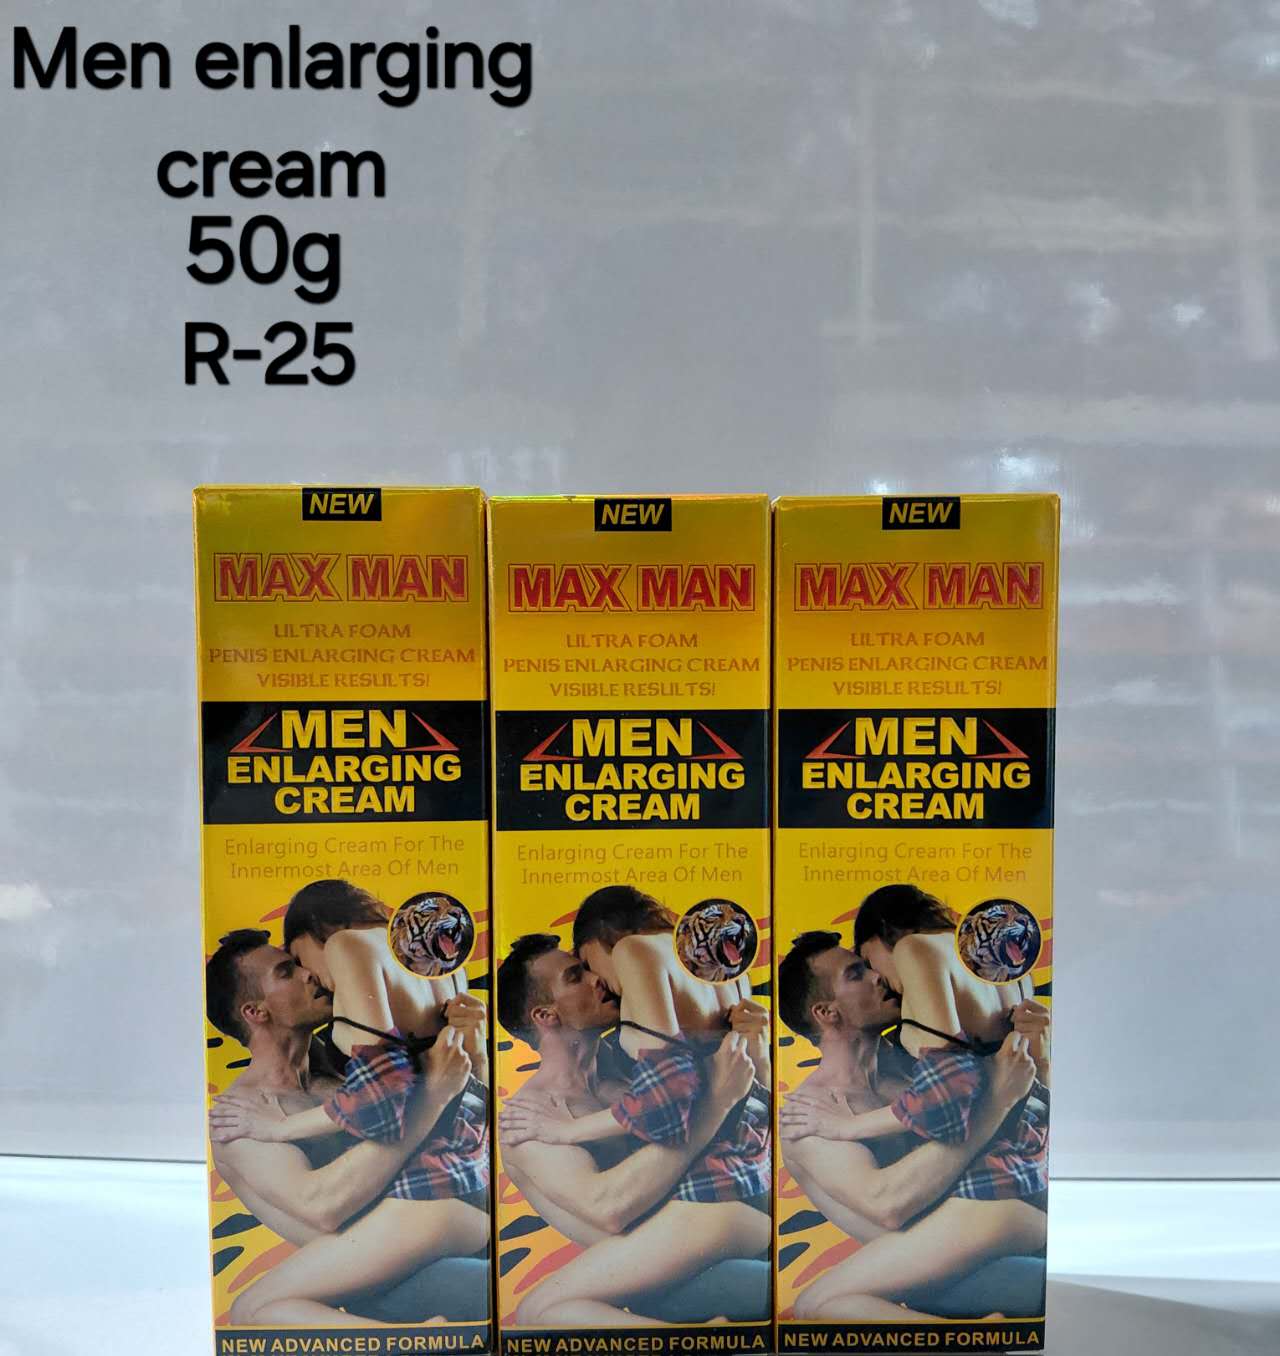 Men enlarging
cream
50g
R-25
NEW
MAX MAN
ULTRA FOAM
PENIS ENLARGING CREAM
VISIBLE RESULTS!
MEN
ENLARGING
CREAM
Enlarging Cream For The
Innermost Area Of Men
NEW ADVANCED FORMULA
NEW
MAX MAN
ULTRA FOAM
PENIS ENLARGING CREAM
VISIBLE RESULTS!
MEN
ENLARGING
CREAM
Enlarging Cream For The
Innermost Area Of Men
NEW ADVANCED FORMULA
NEW
MAX MAN
ULTRA FOAM
PENIS ENLARGING CREAM
VISIBLE RESULTS!
MEN
ENLARGING
CREAM
Enlarging Cream For The
Innermost Area Of Men
NEW ADVANCED FORMULA